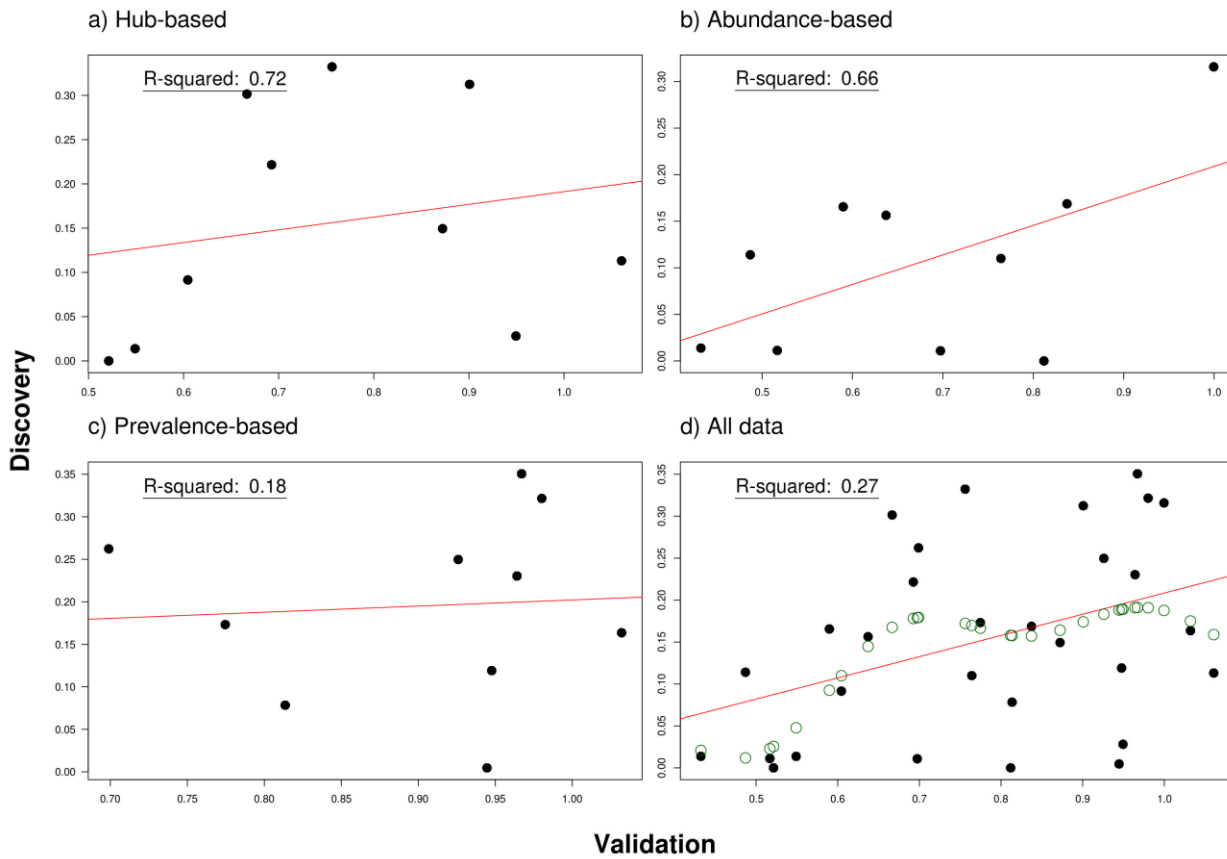 a) Hub-based
R-squared: 0.72
0.30
0.25
0.20
0.15
0.10
0.05
0.00
0.5 0.6 0.7 0.8 0.9 1.0
b) Abundance-based
R-squared: 0.66
0.30
0.25
0.20
0.15
0.10
0.05
0.00
0.5 0.6 0.7 0.8 0.9 1.0
Discovery
c) Prevalence-based
R-squared: 0.18
0.35
0.30
0.25
0.20
0.15
0.10
0.05
0.00
0.70 0.75 0.80 0.85 0.90 0.95 1.00
d) All data
R-squared: 0.27
0.35
0.30
0.25
0.20
0.15
0.10
0.05
0.00
0.5 0.6 0.7 0.8 0.9 1.0
Validation